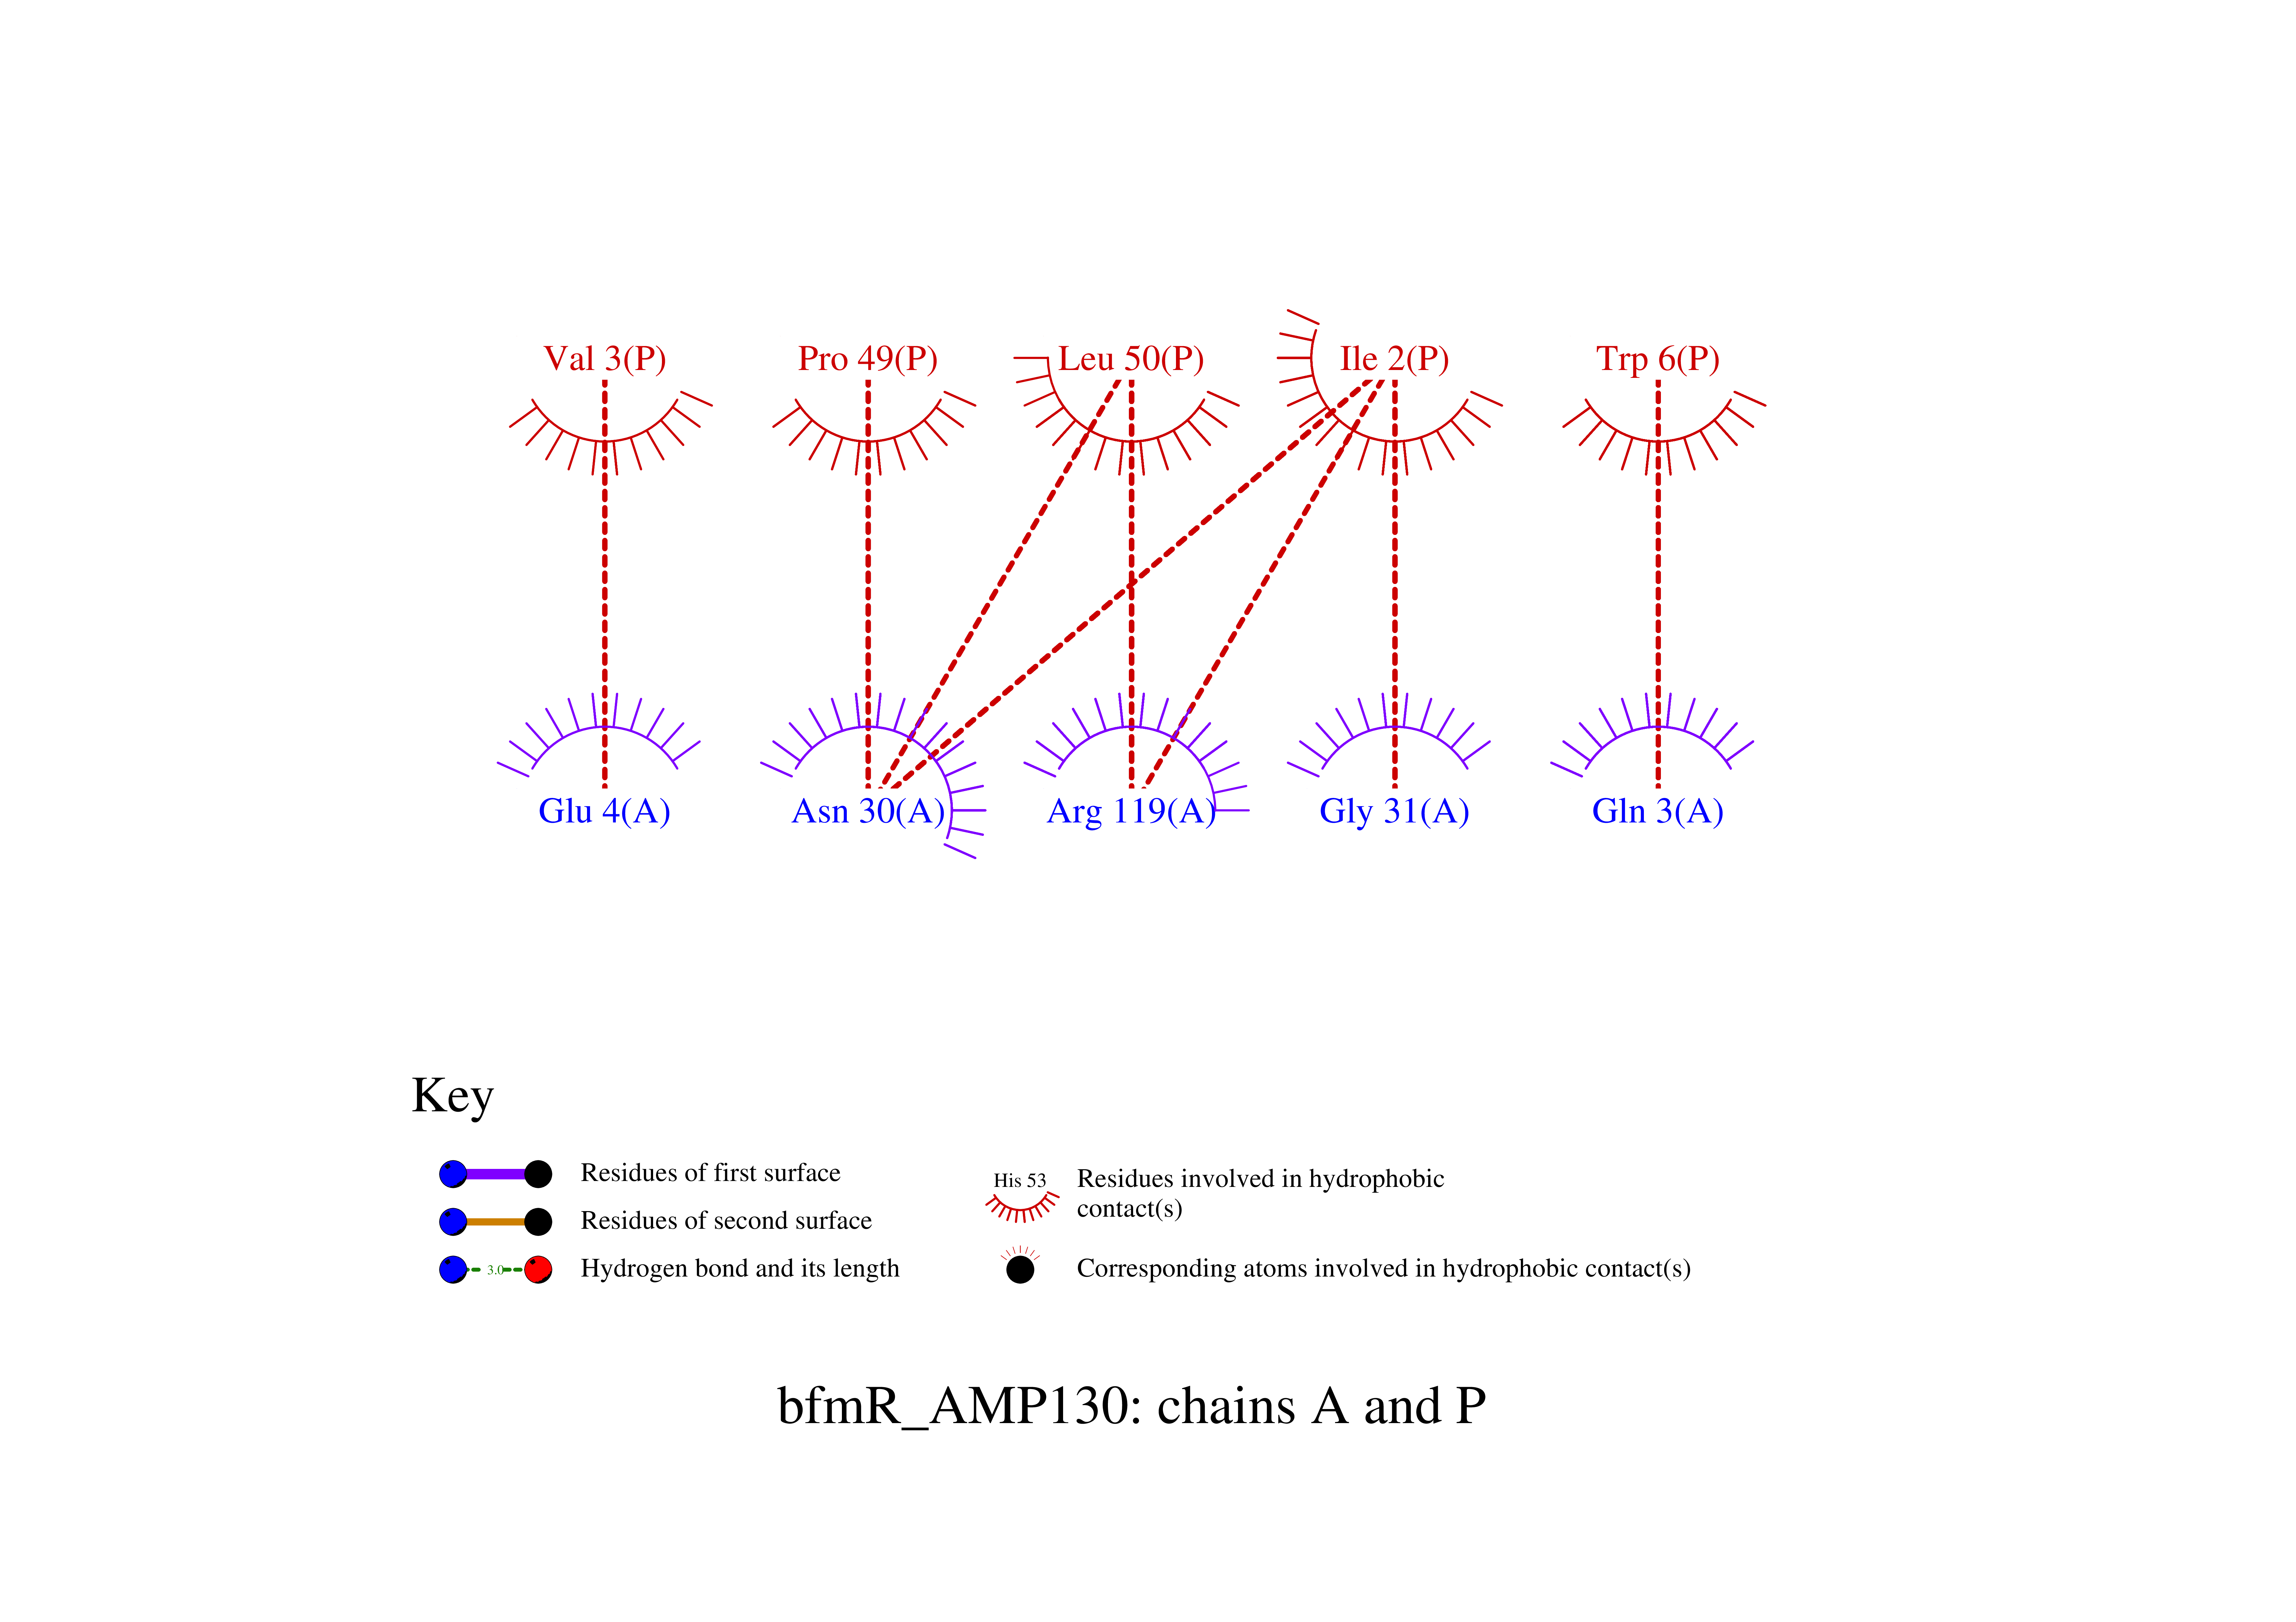 Val 3(P) Pro 49(P) Leu 50(P) Ile 2(P) Trp 6(P)
Glu 4(A) Asn 30(A) Arg 119(A) Gly 31(A) Gln 3(A)
Key
Residues of first surface
Residues of second surface
3.0 Hydrogen bond and its length
His 53 Residues involved in hydrophobic
contact(s)
Corresponding atoms involved in hydrophobic contact(s)
bfmR_AMP130: chains A and P